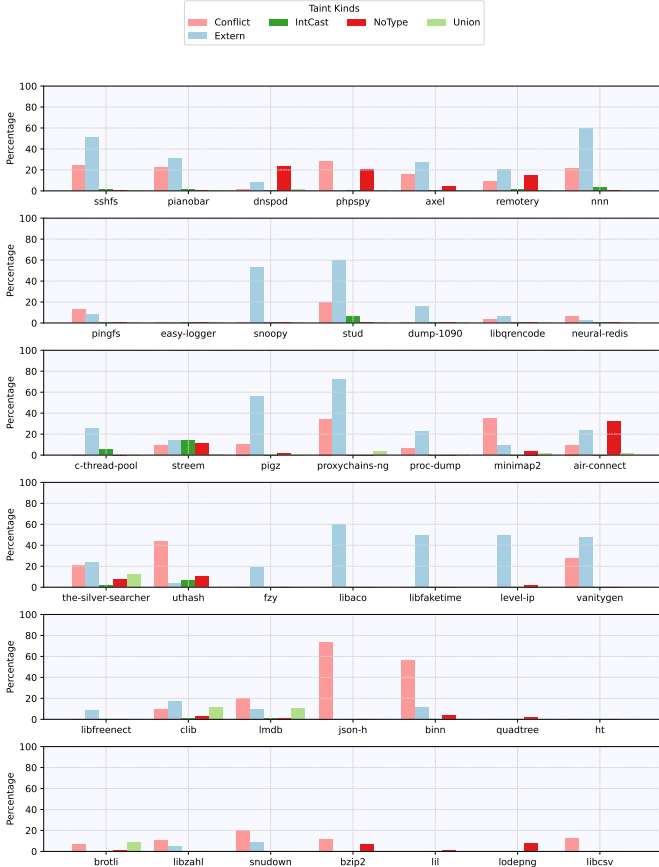 Taint Kinds
Conflict IntCast NoType Union
Extern
100
80
60
40
20
0
Percentage
sshfs pianobar dnspod phpspy axel remotery nnn
100
80
60
40
20
0
Percentage
pingfs easy-logger snoopy stud dump-1090 libqrencode neural-redis
100
80
60
40
20
0
Percentage
c-thread-pool streem pigz proxychains-ng proc-dump minimap2 air-connect
100
80
60
40
20
0
Percentage
the-silver-searcher uthash fzy libaco libfaketime level-ip vanitygen
100
80
60
40
20
0
Percentage
libfreenect clib lmdb json-h binn quadtree ht
100
80
60
40
20
0
Percentage
brotli libzahl snudown bzip2 lil lodepng libcsv